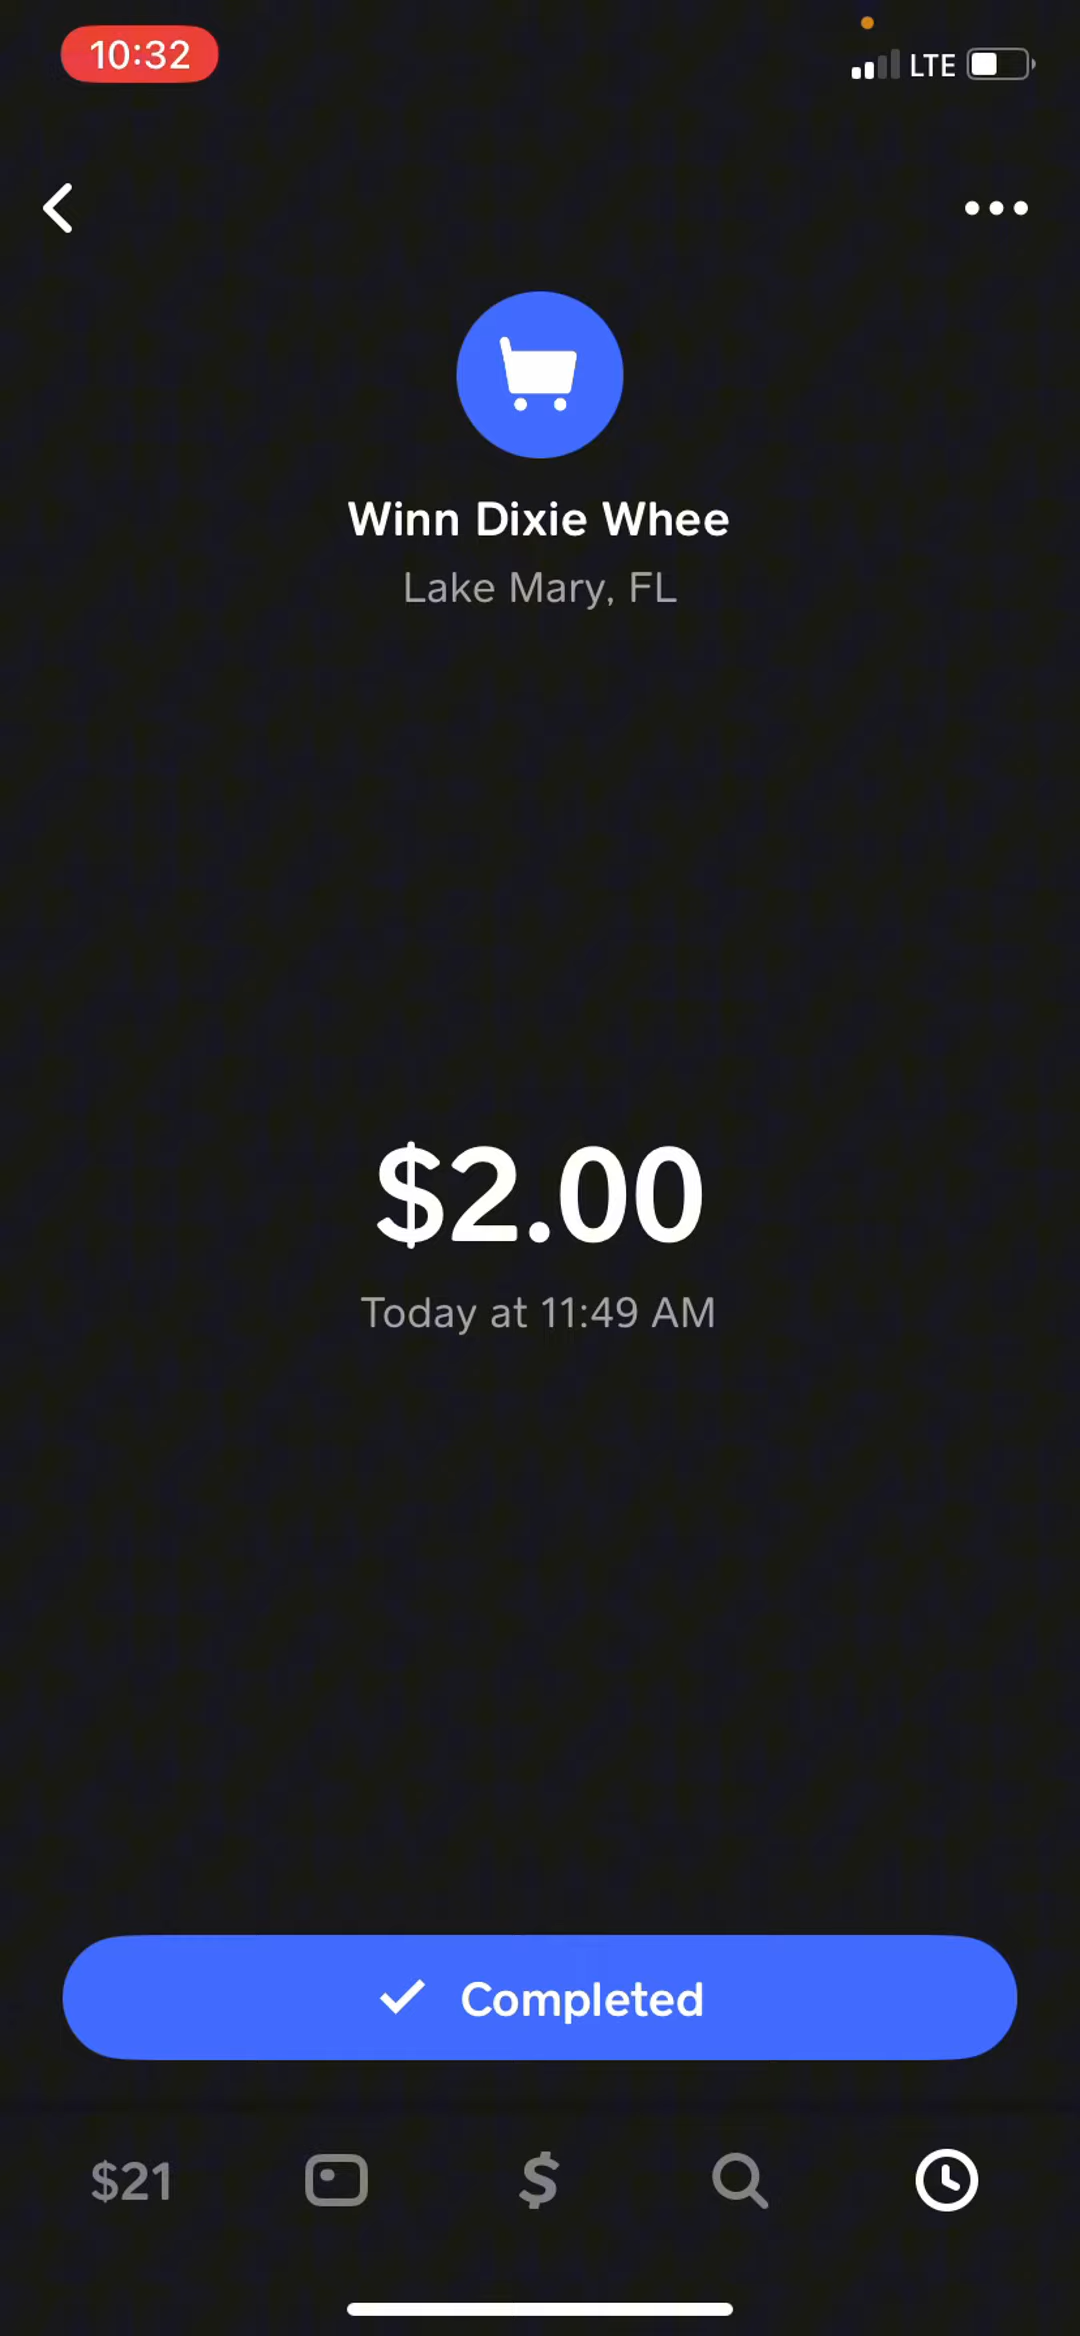 10:32
LTE
Winn Dixie Whee
Lake Mary, FL
$2.00
Today at 11:49 AM
Completed
$21
$